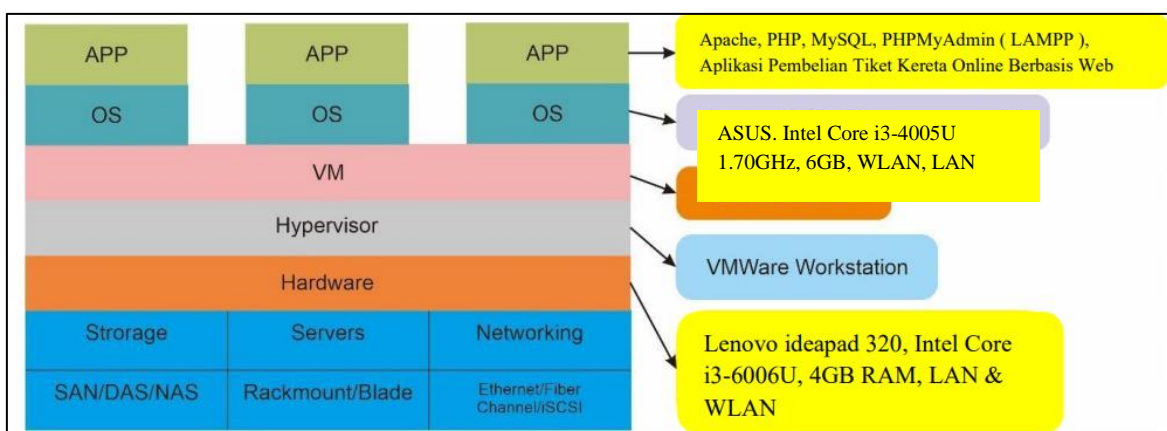 APP APP APP
OS OS OS
VM
Hypervisor
Hardware
Strorage Servers Networking
SAN/DAS/NAS Rackmount/Blade Ethernet/Fiber
Channel/iSCSI
Apache, PHP, MySQL, PHPMyAdmin ( LAMPP ),
Aplikasi Pembelian Tiket Kereta Online Berbasis Web
ASUS. Intel Core i3-4005U
1.70GHz, 6GB, WLAN, LAN
VMWare Workstation
Lenovo ideapad 320, Intel Core
i3-6006U, 4GB RAM, LAN &
WLAN